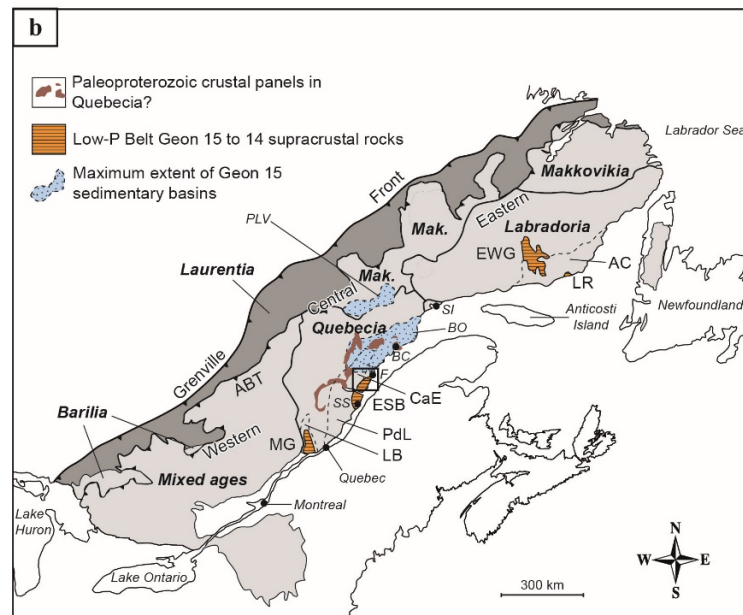 b
Paleoproterozoic crustal panels in
Quebecia?
Low-P Belt Geon 15 to 14 supracrustal rocks
Maximum extent of Geon 15
sedimentary basins
Labrador Sea
Front
Makkovikia
PLV
Mak.
Eastern
Labradoria
EWG
AC
LR
Laurentia
Mak.
Central
Quebecia
SI
BO
Anticosti
Island
Newfoundland
BC
Grenville
ABT
F
CaE
SS
ESB
Barilia
Western
PdL
MG
LB
Mixed ages
Quebec
Montreal
Lake
Huron
Lake Ontario
300 km
N
W
E
S